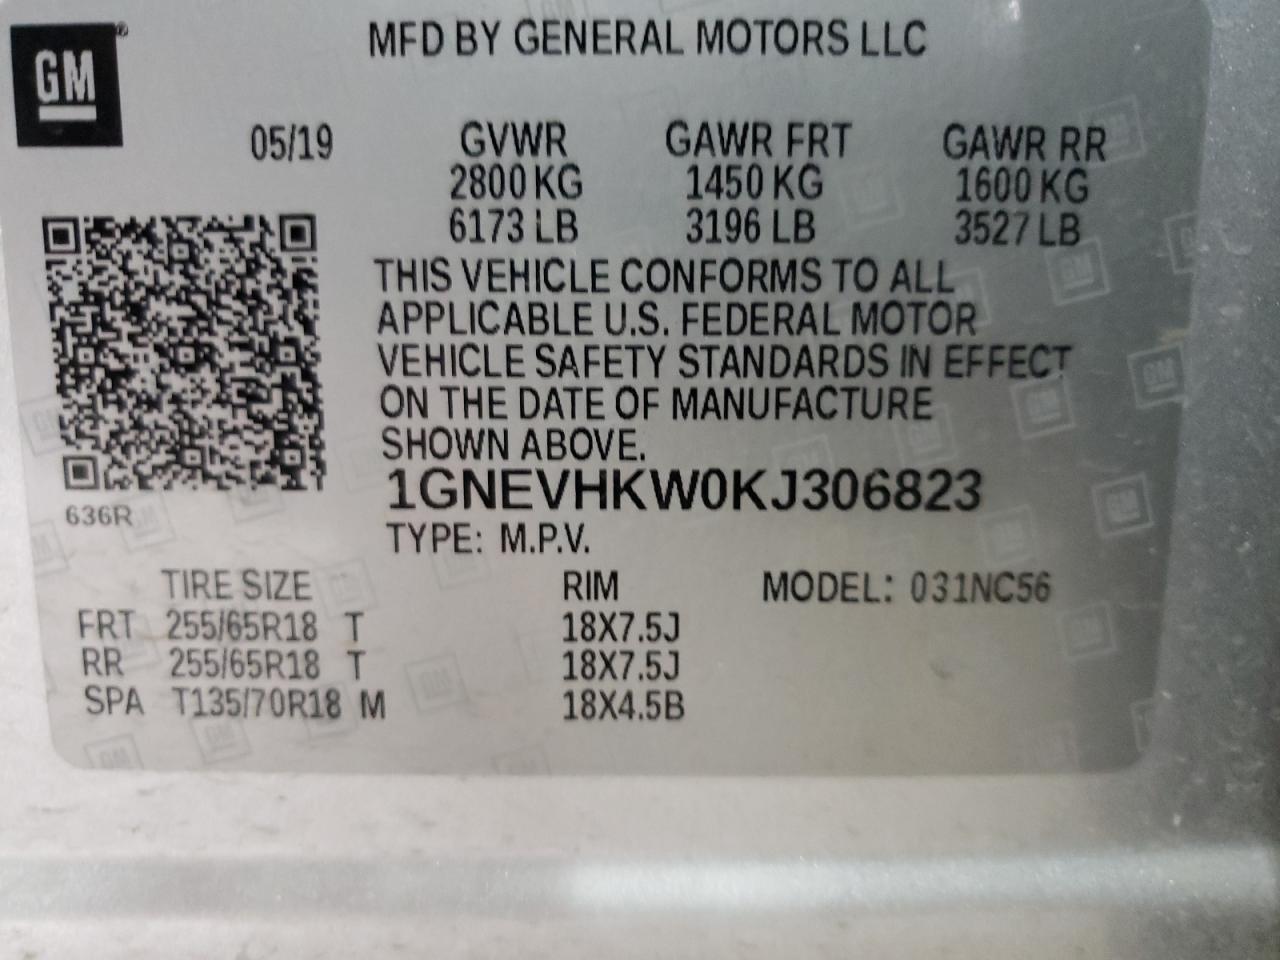 GM
MFD BY GENERAL MOTORS LLC
05/19 GVWR GAWR FRT GAWR RR
2800 KG 1450 KG 1600 KG
6173 LB 3196 LB 3527 LB
THIS VEHICLE CONFORMS TO ALL
APPLICABLE U.S. FEDERAL MOTOR
VEHICLE SAFETY STANDARDS IN EFFECT
ON THE DATE OF MANUFACTURE
SHOWN ABOVE.
1GNEVHKW0KJ306823
636R
TYPE: M.P.V.
TIRE SIZE RIM MODEL: 031NC56
FRT 255/65R18 T 18X7.5J
RR 255/65R18 T 18X7.5J
SPA T135/70R18 M 18X4.5B